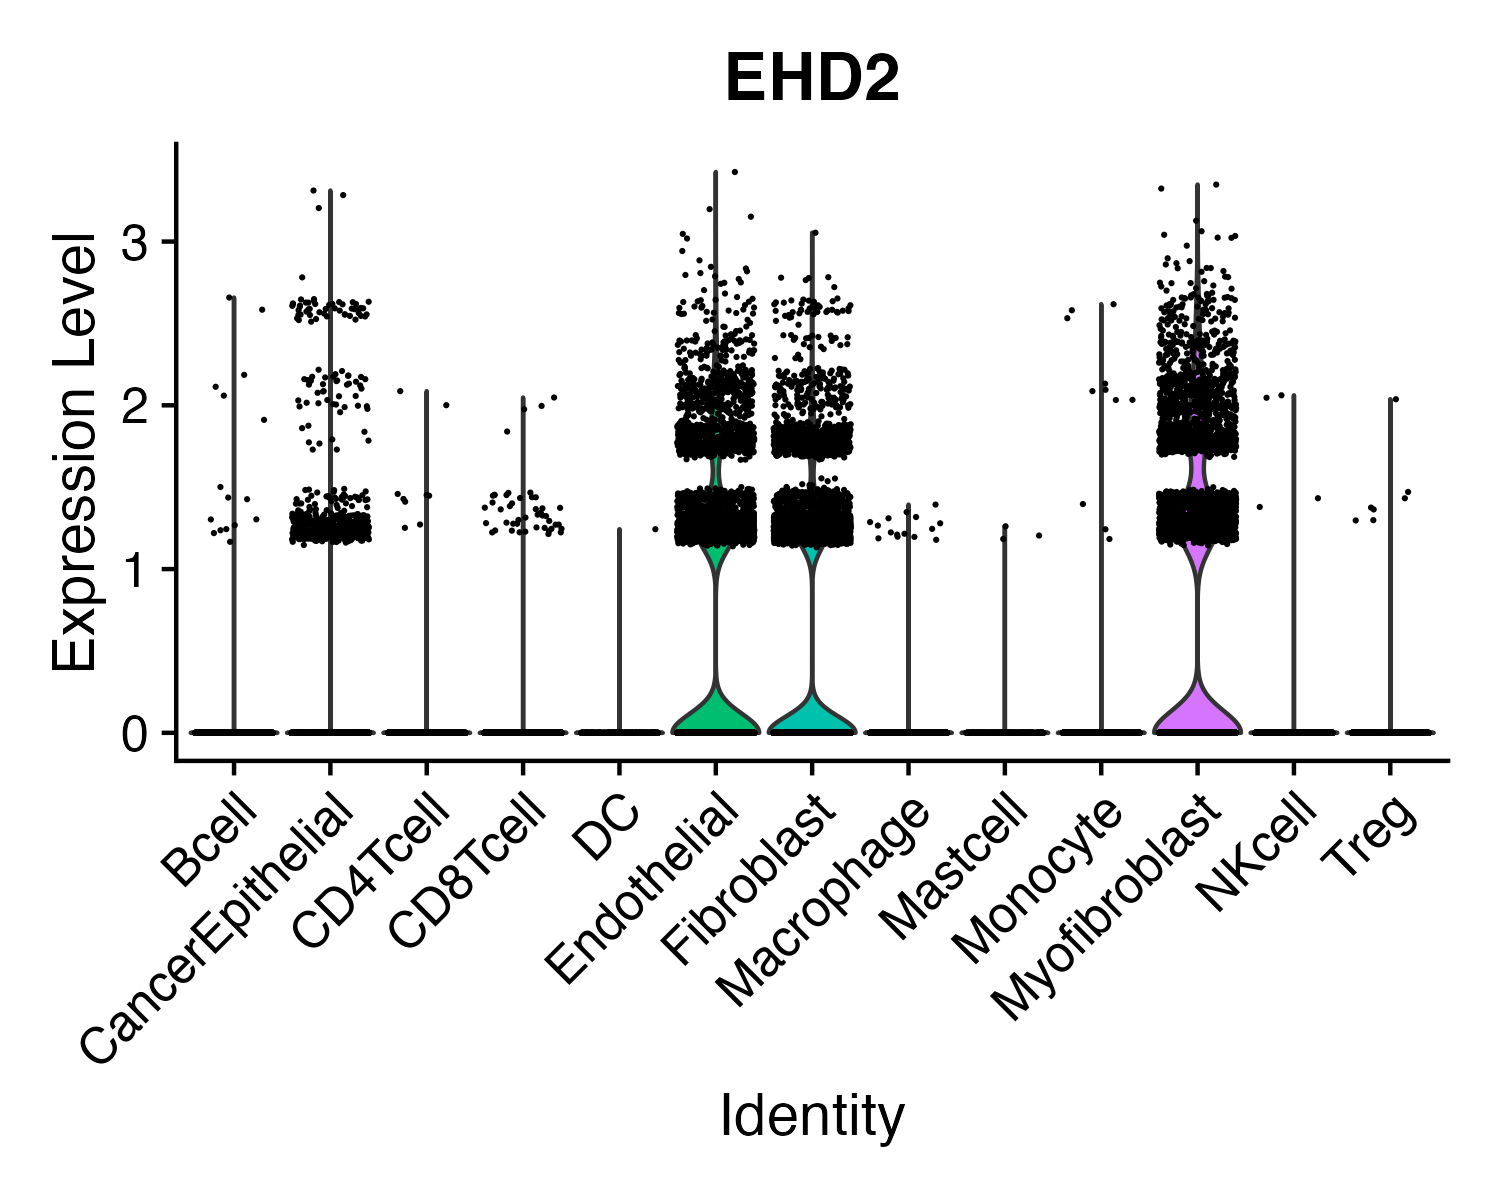 EHD2
Expression Level
3
2
1
0
Bcell
CancerEpithelial
CD4Tcell
CD8Tcell
DC
Endothelial
Fibroblast
Macrophage
Mastcell
Monocyte
Myofibroblast
NKcell
Treg
Identity